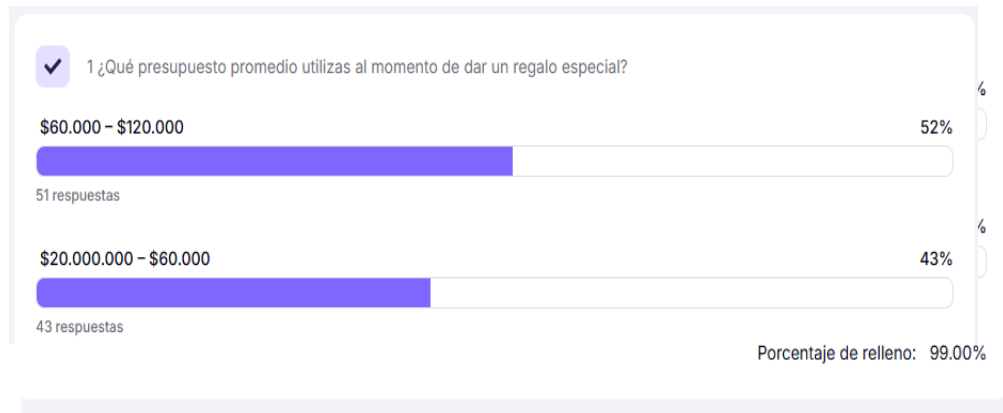 1 ¿Qué presupuesto promedio utilizas al momento de dar un regalo especial?
$60.000 – $120.000 52%
51 respuestas
$20.000.000 – $60.000 43%
43 respuestas
Porcentaje de relleno: 99.00%